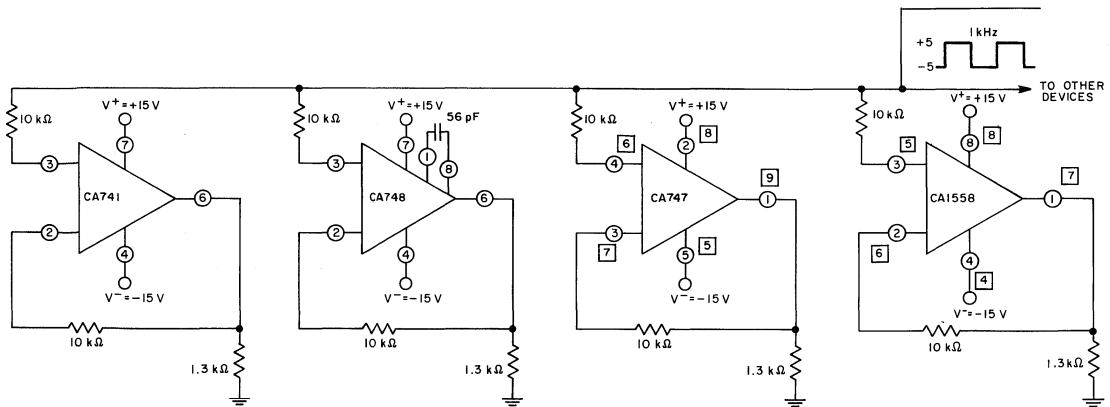 1 kHz
+5
-5
TO OTHER
DEVICES
10 kΩ
V⁺=+15 V
7
3
CA741
6
2
4
V⁻=-15 V
10 kΩ
1.3 kΩ
10 kΩ
V⁺=+15 V
56 pF
7
1
8
3
CA748
6
2
4
V⁻=-15 V
10 kΩ
1.3 kΩ
10 kΩ
V⁺=+15 V
8
2
6
4
CA747
9
1
3
7
5
5
V⁻=-15 V
10 kΩ
1.3 kΩ
10 kΩ
V⁺=+15 V
8
8
5
3
CA1558
7
1
2
6
4
4
V⁻=-15 V
10 kΩ
1.3 kΩ